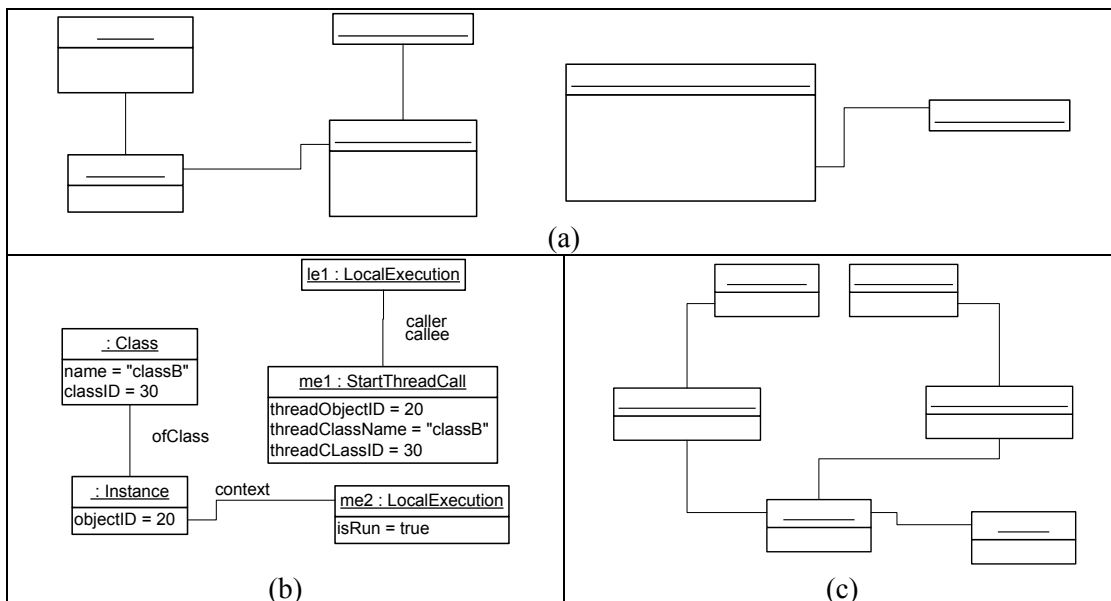 (a)
le1 : LocalExecution
caller
callee
: Class
name = "classB"
classID = 30
me1 : StartThreadCall
threadObjectID = 20
threadClassName = "classB"
threadCLassID = 30
ofClass
: Instance
objectID = 20
context
me2 : LocalExecution
isRun = true
(b)
(c)